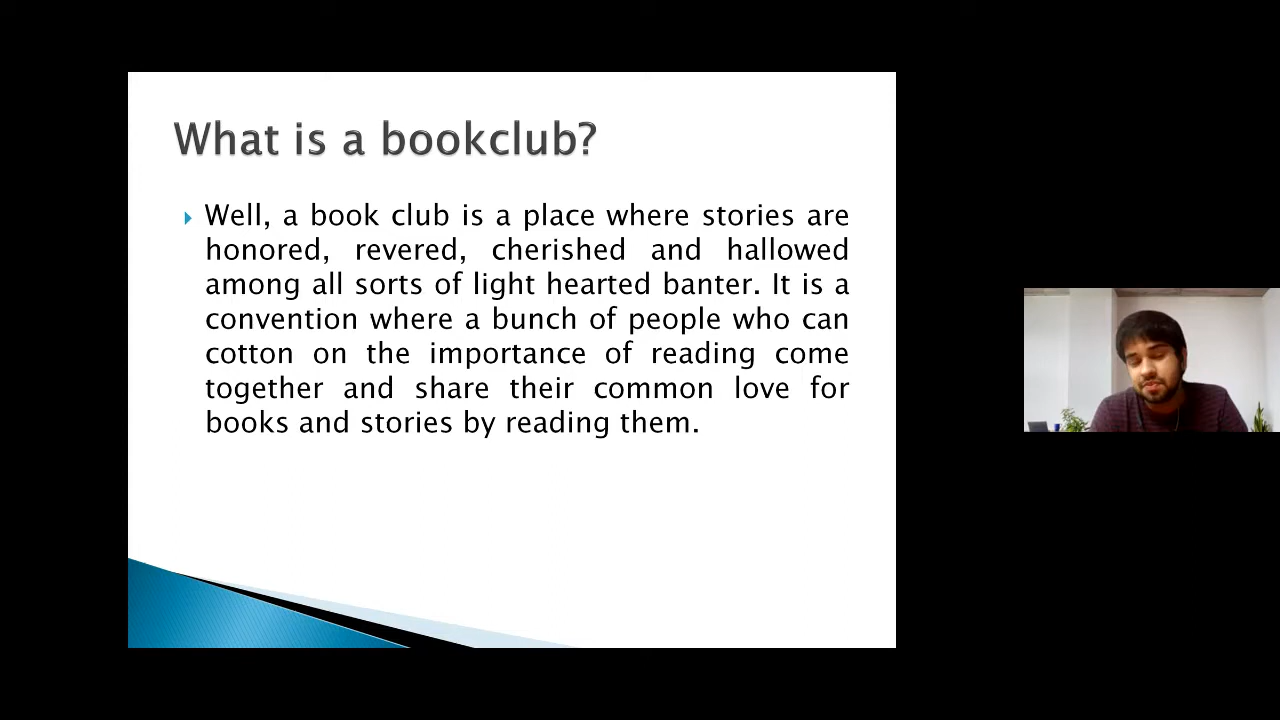 What is a bookclub?
Well, a book club is a place where stories are
honored, revered, cherished and hallowed
among all sorts of light hearted banter. It is a
convention where a bunch of people who can
cotton on the importance of reading come
together and share their common love for
books and stories by reading them.